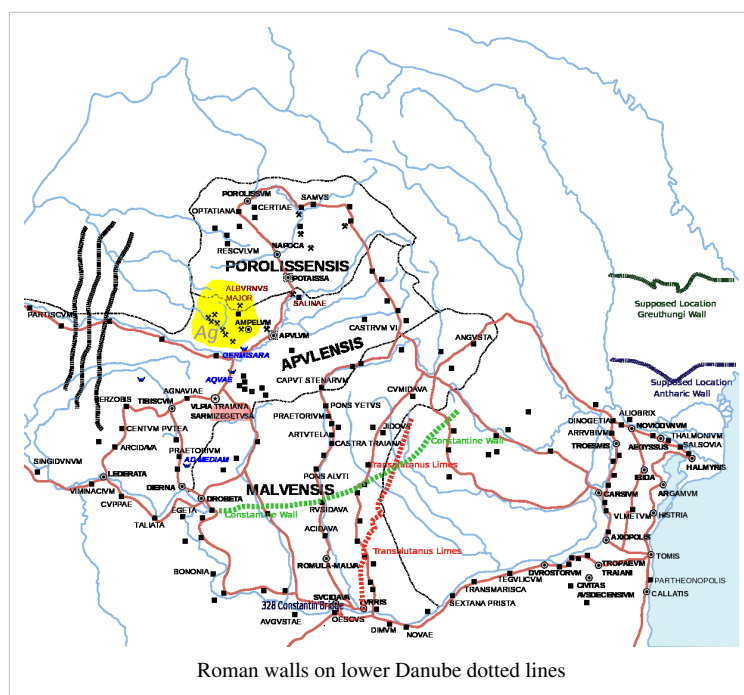 POROLISSVM
SAMVS
OPTATIANA
CERTIAE
RESCVLVM
NAPOCA
POROLISSENSIS
POTAISSA
ALBVRNVS
MAJOR
SALINAE
PARTISCVM
Ag
AMPELVM
APVLVM
CASTRVM VI
ANGVSTA
GERMISARA
APVLENSIS
AQVAE
CAPVT STENARVM
AGNAVIAE
CVMIDAVA
BERZOBIS
TIBISCVM
VLPIA TRAIANA
SARMIZEGETVSA
PONS VETVS
PRAETORIVM
CENTVM PVTEA
JIDOVA
ARTVTELA
CASTRA TRAIANA
Constantine Wall
ARCIDAVA
PRAETORIVM
AD MEDIAM
Transalutanus Limes
SINGIDVNVM
LEDERATA
PONS ALVTI
VIMINACIVM
DIERNA
DROBETA
MALVENSIS
CVPPAE
EGETA
RVSIDAVA
Constantine Wall
TALIATA
ACIDAVA
Transalutanus Limes
BONONIA
ROMULA-MALVA
SVCIDAVA
328 Constantin Bridge
TVRRIS
AVGVSTAE
OESCVS
DIMVM
NOVAE
SEXTANA PRISTA
TRANSMARISCA
TEGVLICVM
DVROSTORVM
CIVITAS
AVSDECENSIVM
TROPAEVM
TRAIANI
Supposed Location
Greuthungi Wall
Supposed Location
Antharic Wall
DINOGETIA
ALIOBRIX
ARRVBIVM
NOVIODVNVM
THALMONIVM
AEGYSSUS
SALSOVIA
TROESMIS
HALMYRIS
IBIDA
CARSIVM
ARGAMVM
VLMETVM
HISTRIA
AXIOPOLIS
TOMIS
PARTHEONOPOLIS
CALLATIS
Roman walls on lower Danube dotted lines